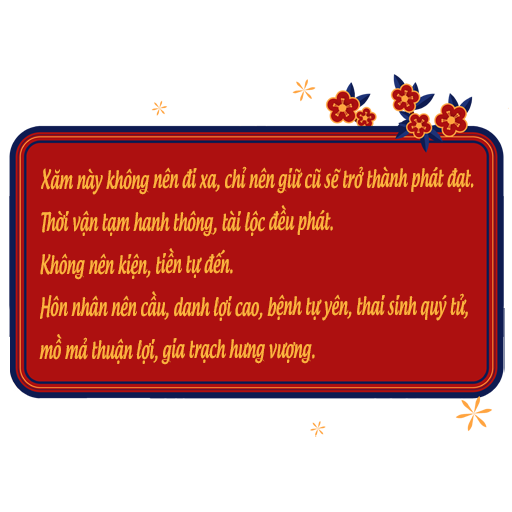 Xăm này không nên đi xa, chỉ nên giữ cũ sẽ trở thành phát đạt.
Thời vận tạm hanh thông, tài lộc đều phát.
Không nên kiện, tiền tự đến.
Hôn nhân nên cầu, danh lợi cao, bệnh tự yên, thai sinh quý tử,
mồ mả thuận lợi, gia trạch hưng vượng.